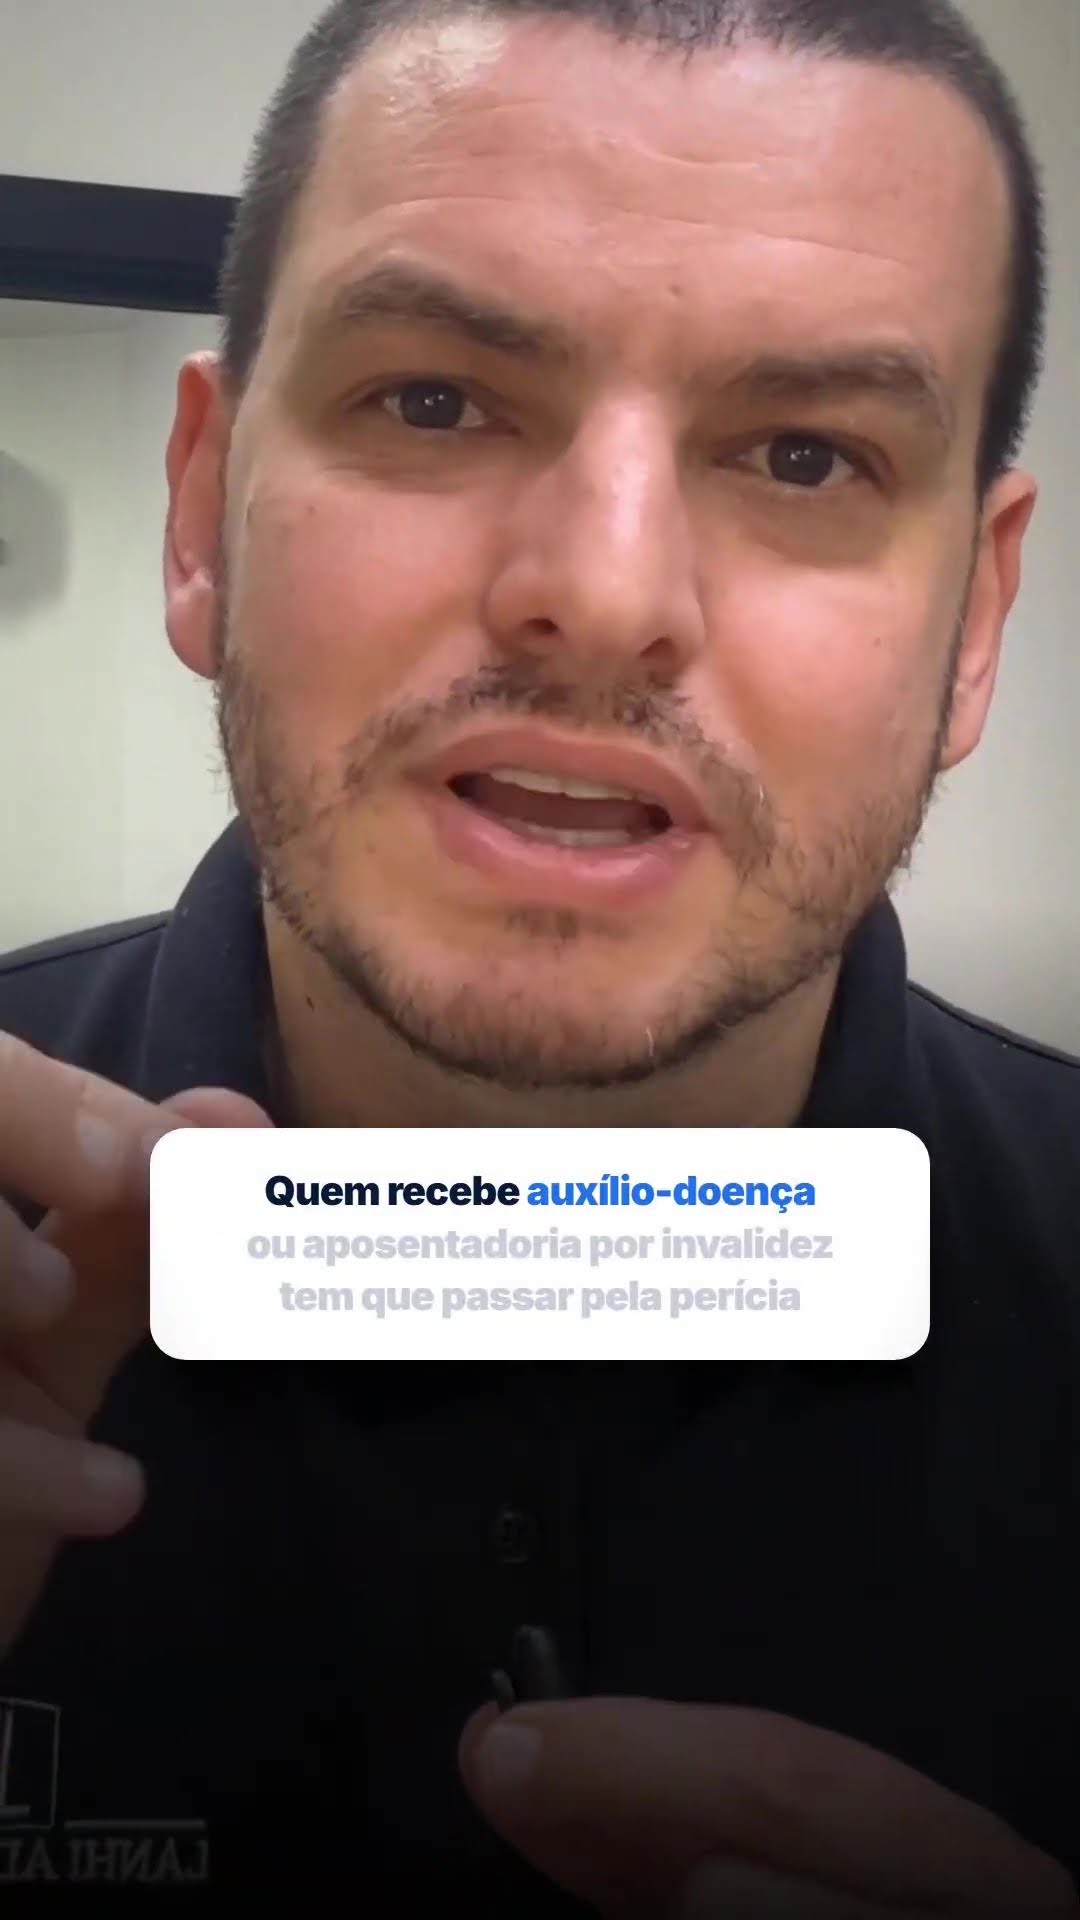 Quem recebe auxílio-doença
ou aposentadoria por invalidez
tem que passar pela perícia